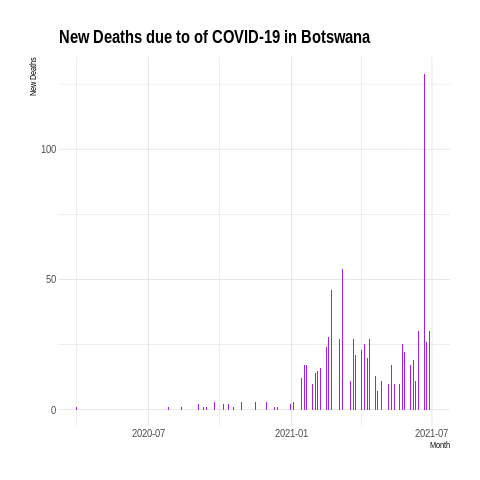 New Deaths due to of COVID-19 in Botswana
New Deaths
100
50
0
2020-07
2021-01
2021-07
Month